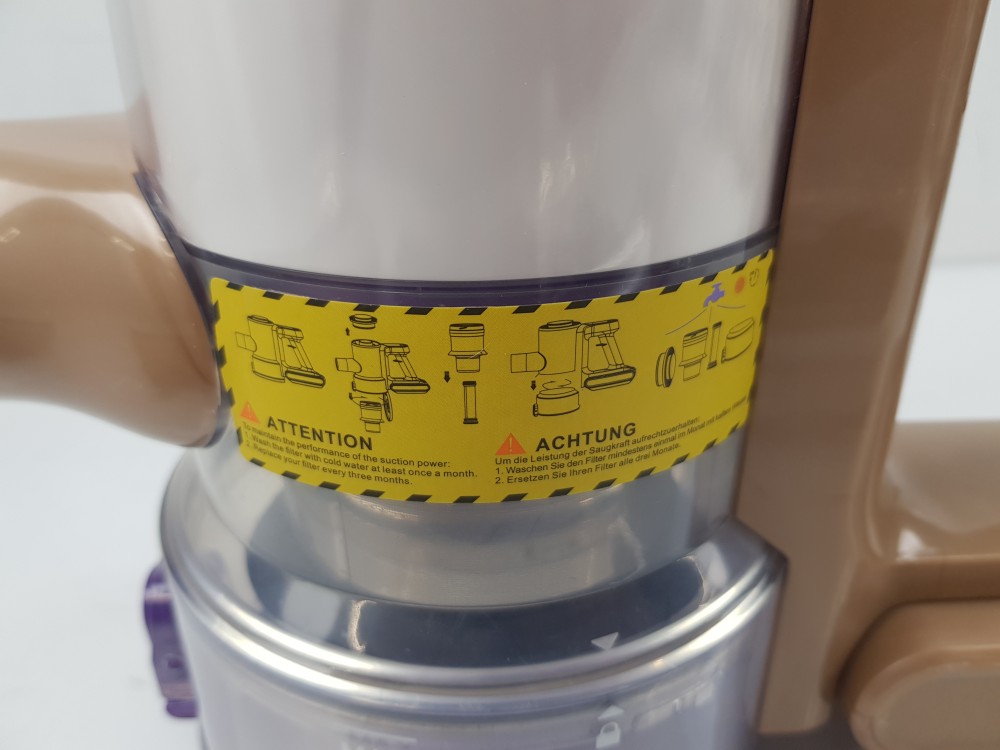 ATTENTION
To maintain the performance of the suction power:
1. Wash the filter with cold water at least once a month.
2. Replace your filter every three months.
ACHTUNG
Um die Leistung der Saugkraft aufrechtzuerhalten:
1. Waschen Sie den Filter mindestens einmal im Monat mit kaltem
2. Ersetzen Sie Ihren Filter alle drei Monate.